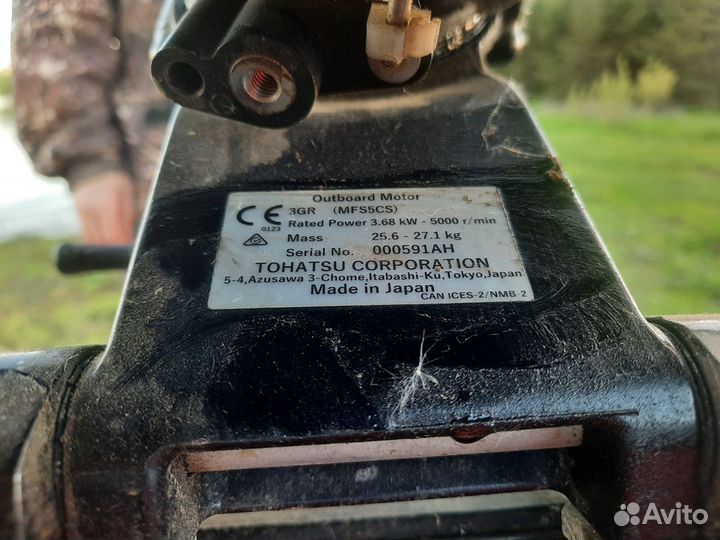 Outboard Motor
CE 3GR (MFS5CS)
0123 Rated Power 3.68 kW - 5000 r/min
Mass 25.6 - 27.1 kg
Serial No. 000591AH
TOHATSU CORPORATION
5-4,Azusawa 3-Chome,Itabashi-Ku,Tokyo,Japan
Made in Japan
CAN ICES-2/NMB-2
Avito